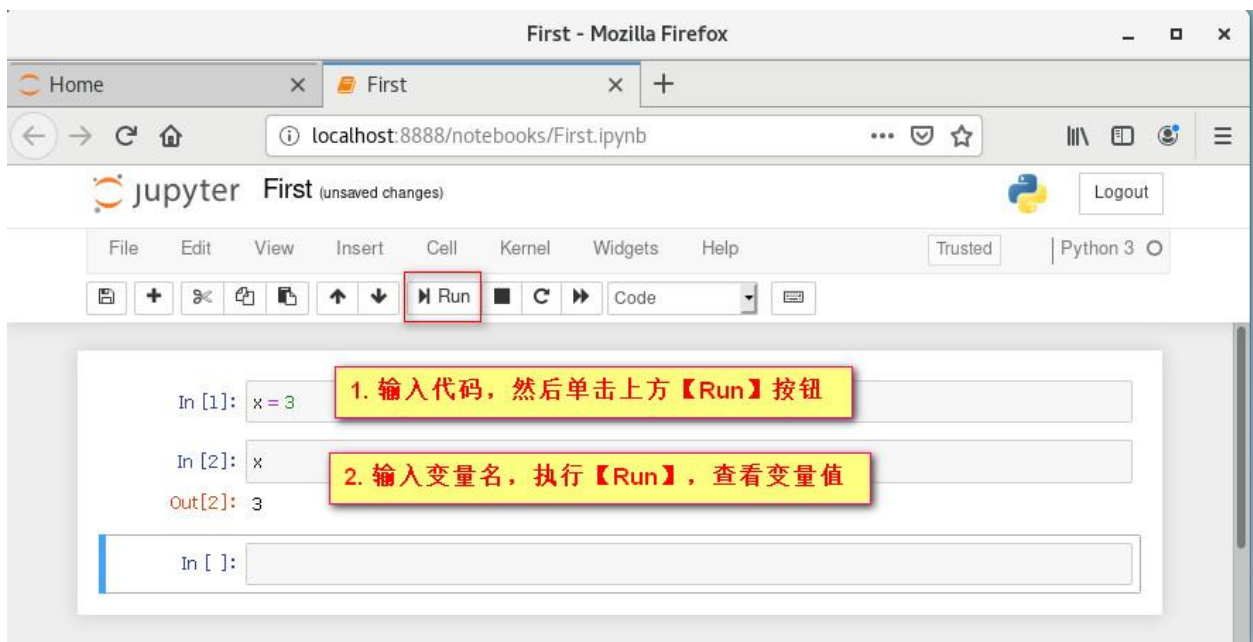 First - Mozilla Firefox
Home
First
localhost:8888/notebooks/First.ipynb
jupyter First (unsaved changes)
Logout
File Edit View Insert Cell Kernel Widgets Help
Trusted
Python 3
Run
Code
In [1]: x = 3
1. 输入代码，然后单击上方【Run】按钮
In [2]: x
2. 输入变量名，执行【Run】，查看变量值
Out[2]: 3
In [ ]: